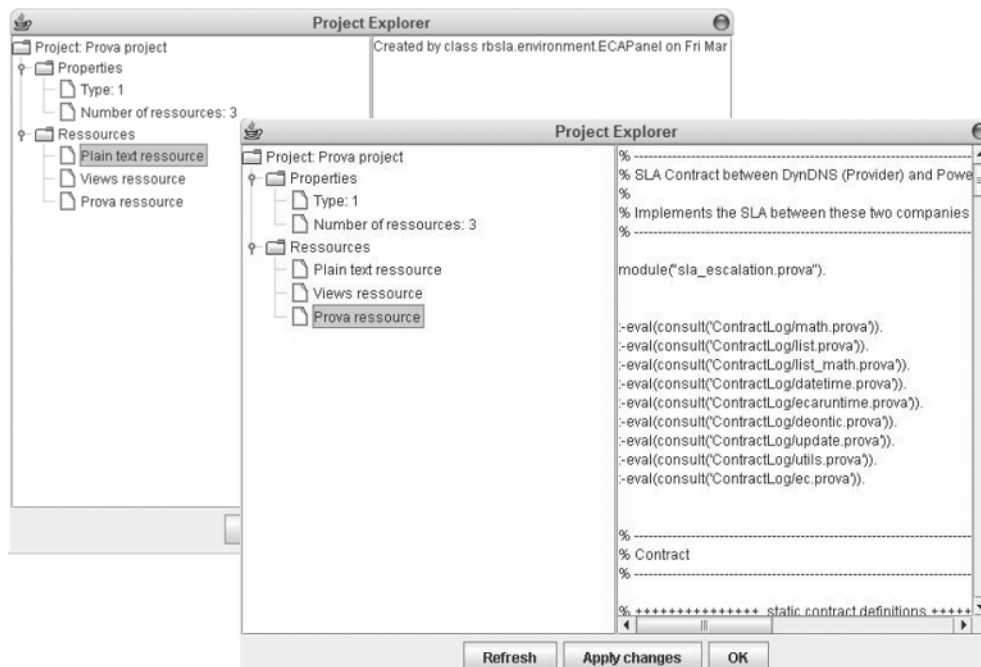 Project Explorer
Project: Prova project
Properties
Type: 1
Number of ressources: 3
Ressources
Plain text ressource
Views ressource
Prova ressource
Created by class rbsla.environment.ECAPanel on Fri Mar
Project Explorer
Project: Prova project
Properties
Type: 1
Number of ressources: 3
Ressources
Plain text ressource
Views ressource
Prova ressource
% ------------------------------------------------
% SLA Contract between DynDNS (Provider) and Powe
%
% Implements the SLA between these two companies
% ------------------------------------------------
module("sla_escalation.prova").
:-eval(consult('ContractLog/math.prova')).
:-eval(consult('ContractLog/list.prova')).
:-eval(consult('ContractLog/list_math.prova')).
:-eval(consult('ContractLog/datetime.prova')).
:-eval(consult('ContractLog/ecaruntime.prova')).
:-eval(consult('ContractLog/deontic.prova')).
:-eval(consult('ContractLog/update.prova')).
:-eval(consult('ContractLog/utils.prova')).
:-eval(consult('ContractLog/ec.prova')).
% ------------------------------------------------
% Contract
% ------------------------------------------------
% +++++++++++++++ static contract definitions +++++
Refresh
Apply changes
OK